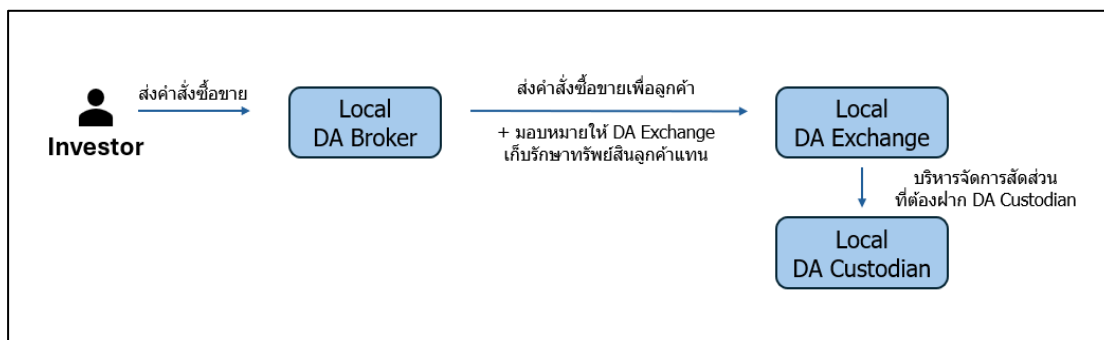 ส่งคำสั่งซื้อขาย
Investor
Local
DA Broker
ส่งคำสั่งซื้อขายเพื่อลูกค้า
+ มอบหมายให้ DA Exchange
เก็บรักษาทรัพย์สินลูกค้าแทน
Local
DA Exchange
บริหารจัดการสัดส่วน
ที่ต้องฝาก DA Custodian
Local
DA Custodian